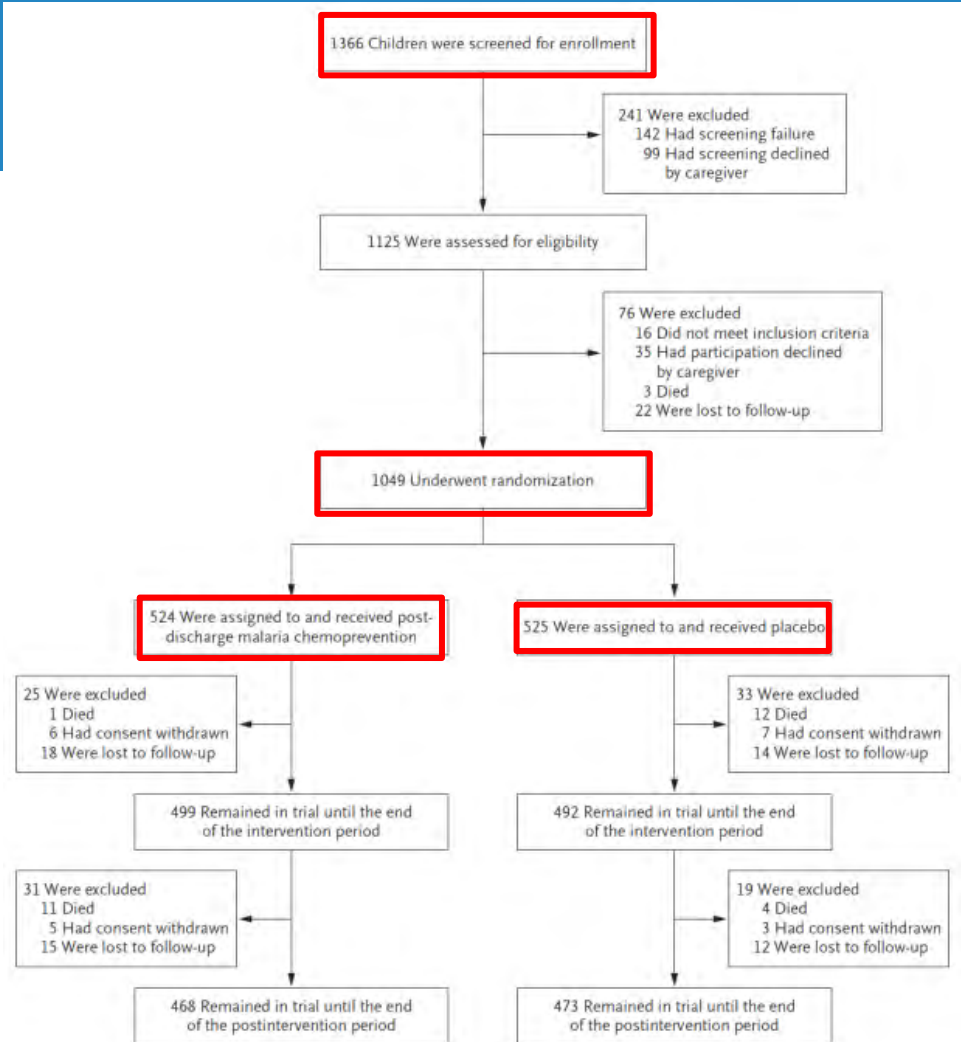 1366 Children were screened for enrollment
241 Were excluded
142 Had screening failure
99 Had screening declined
by caregiver
1125 Were assessed for eligibility
76 Were excluded
16 Did not meet inclusion criteria
35 Had participation declined
by caregiver
3 Died
22 Were lost to follow-up
1049 Underwent randomization
524 Were assigned to and received post-
discharge malaria chemoprevention
525 Were assigned to and received placebo
25 Were excluded
1 Died
6 Had consent withdrawn
18 Were lost to follow-up
33 Were excluded
12 Died
7 Had consent withdrawn
14 Were lost to follow-up
499 Remained in trial until the end
of the intervention period
492 Remained in trial until the end
of the intervention period
31 Were excluded
11 Died
5 Had consent withdrawn
15 Were lost to follow-up
19 Were excluded
4 Died
3 Had consent withdrawn
12 Were lost to follow-up
468 Remained in trial until the end
of the postintervention period
473 Remained in trial until the end
of the postintervention period